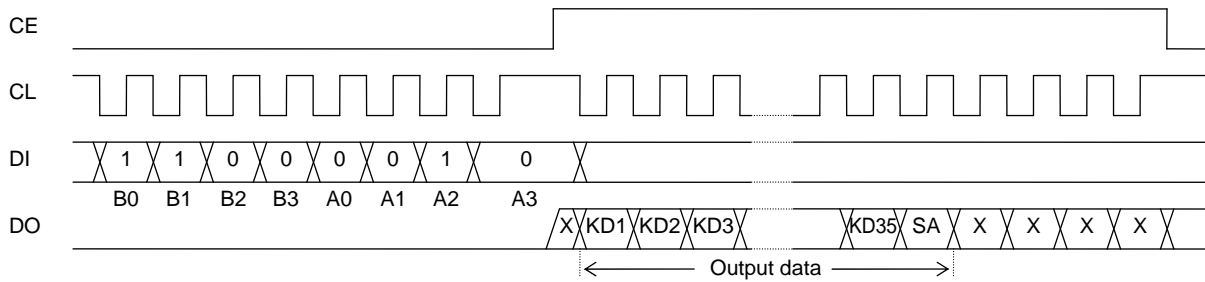 CE
CL
DI
1 1 0 0 0 0 1 0
B0 B1 B2 B3 A0 A1 A2 A3
DO
X KD1 KD2 KD3 KD35 SA X X X X
Output data